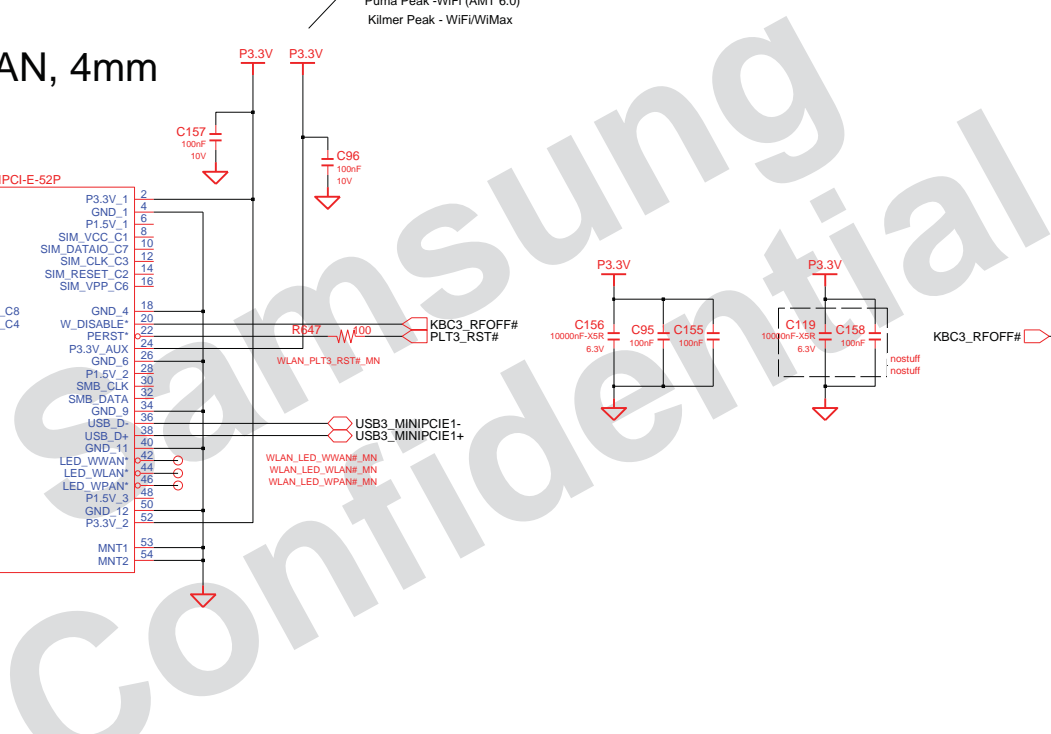 Puma Peak -WiFi (AMT 6.0)
Kilmer Peak - WiFi/WiMax
AN, 4mm
P3.3V P3.3V
C157
100nF
10V
C96
100nF
10V
IPCI-E-52P
P3.3V_1 2
GND_1 4
P1.5V_1 6
SIM_VCC_C1 8
SIM_DATAIO_C7 10
SIM_CLK_C3 12
SIM_RESET_C2 14
SIM_VPP_C6 16
_C8
_C4
GND_4 18
W_DISABLE* 20
PERST* 22
P3.3V_AUX 24
GND_6 26
P1.5V_2 28
SMB_CLK 30
SMB_DATA 32
GND_9 34
USB_D- 36
USB_D+ 38
GND_11 40
LED_WWAN* 42
LED_WLAN* 44
LED_WPAN* 46
P1.5V_3 48
GND_12 50
P3.3V_2 52
MNT1 53
MNT2 54
R647 100
WLAN_PLT3_RST#_MN
KBC3_RFOFF#
PLT3_RST#
USB3_MINIPCIE1-
USB3_MINIPCIE1+
WLAN_LED_WWAN#_MN
WLAN_LED_WLAN#_MN
WLAN_LED_WPAN#_MN
P3.3V
C156
10000nF-X5R
6.3V
C95
100nF
C155
100nF
P3.3V
C119
10000nF-X5R
6.3V
C158
100nF
nostuff
nostuff
KBC3_RFOFF#
Samsung
Confidential